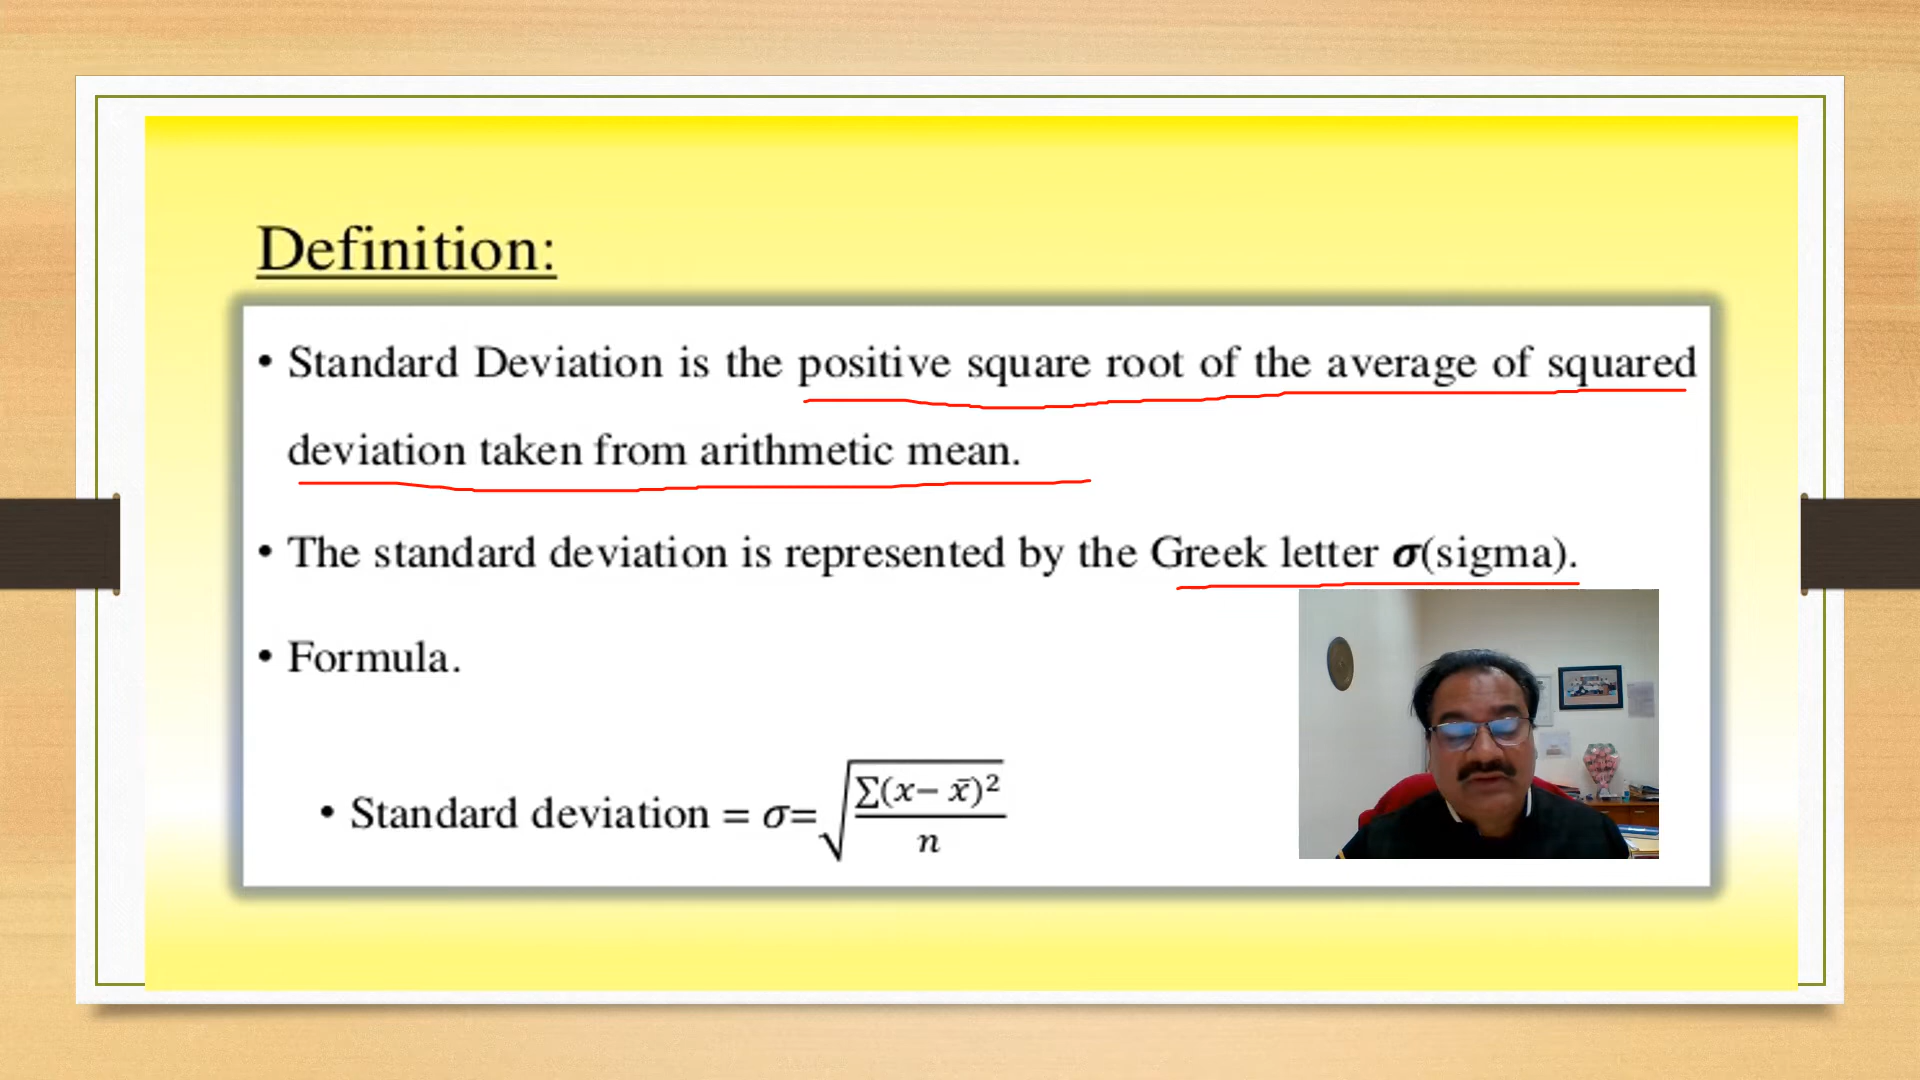 Definition:
• Standard Deviation is the positive square root of the average of squared
deviation taken from arithmetic mean.
• The standard deviation is represented by the Greek letter σ(sigma).
• Formula.
• Standard deviation = σ=√(∑(x− x̄)²/n)